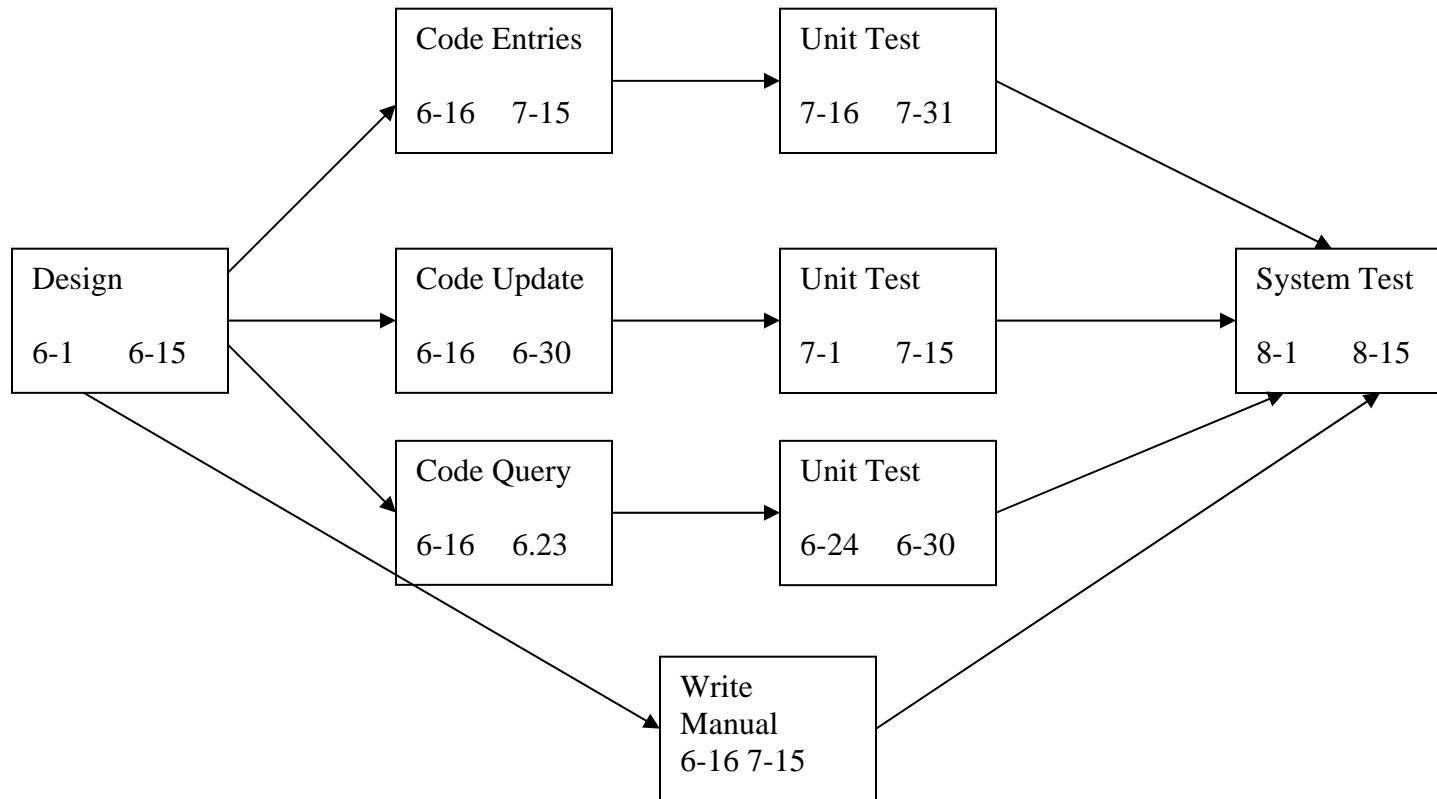 Code Entries
6-16 7-15
Unit Test
7-16 7-31
Design
6-1 6-15
Code Update
6-16 6-30
Unit Test
7-1 7-15
System Test
8-1 8-15
Code Query
6-16 6.23
Unit Test
6-24 6-30
Write
Manual
6-16 7-15